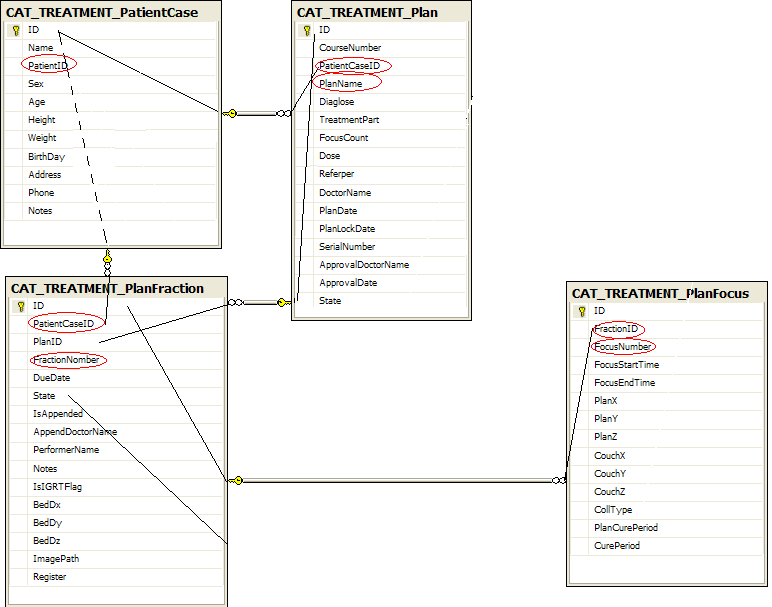 CAT_TREATMENT_PatientCase
ID
Name
PatientID
Sex
Age
Height
Weight
BirthDay
Address
Phone
Notes
CAT_TREATMENT_Plan
ID
CourseNumber
PatientCaseID
PlanName
Diaglose
TreatmentPart
FocusCount
Dose
Referper
DoctorName
PlanDate
PlanLockDate
SerialNumber
ApprovalDoctorName
ApprovalDate
State
CAT_TREATMENT_PlanFraction
ID
PatientCaseID
PlanID
FractionNomber
DueDate
State
IsAppended
AppendDoctorName
PerformerName
Notes
IsIGRTFlag
BedDx
BedDy
BedDz
ImagePath
Register
CAT_TREATMENT_PlanFocus
ID
FractionID
FocusNumber
FocusStartTime
FocusEndTime
PlanX
PlanY
PlanZ
CouchX
CouchY
CouchZ
CollType
PlanCurePeriod
CurePeriod